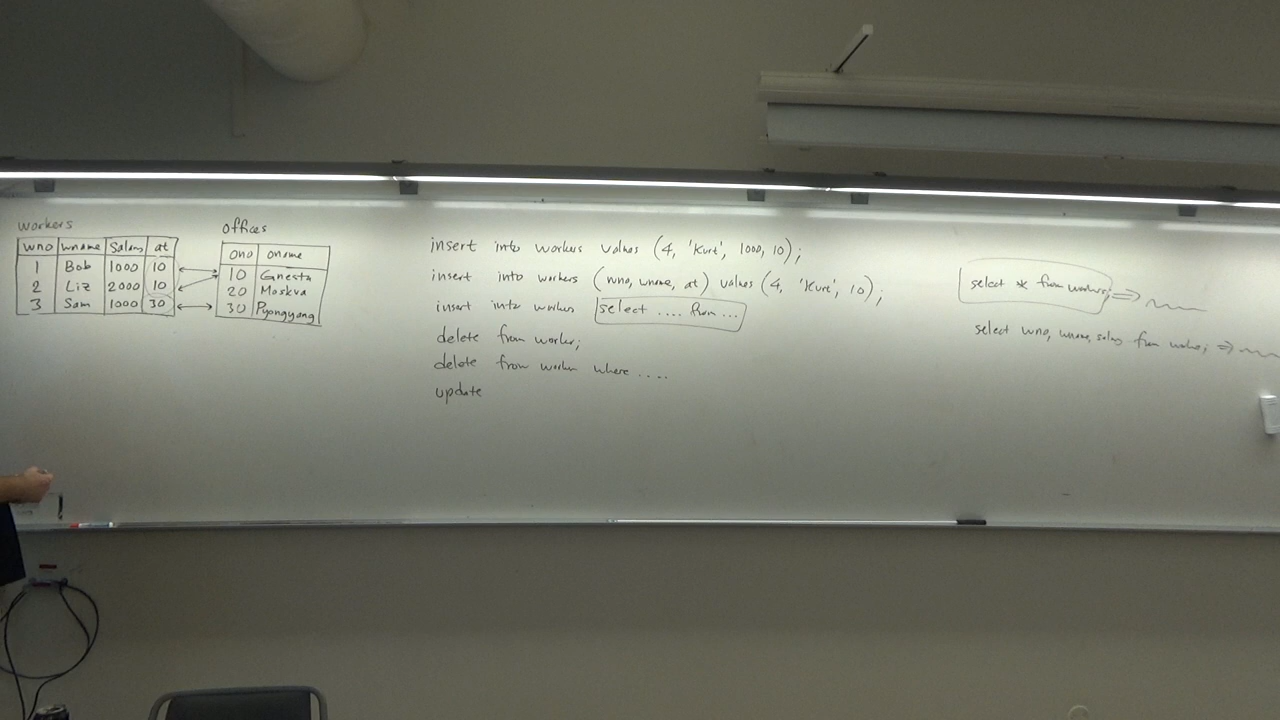 workers
wno wname Salary at
1 Bob 1000 10
2 Liz 2000 10
3 Sam 1000 30
offices
ono oname
10
20 Moskva
30 Pyongyang
insert into workers values (4, 'Kurt', 1000, 10);
insert into workers (wno, wname, at) values (4, 'Kurt', 10);
insert into workers select .... from ...
delete from worker;
delete from worker where ....
update
select * from workers; ⇒
select wno, wname, salary from worker; ⇒